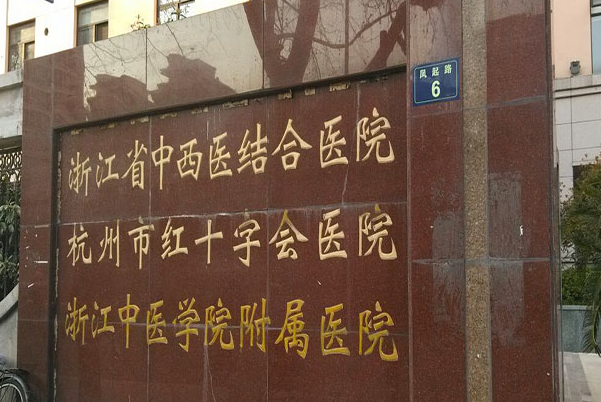 凤起路
6
浙江省中西医结合医院
杭州市红十字会医院
浙江中医学院附属医院